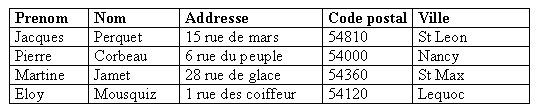 Prenom Nom Addresse Code postal Ville
Jacques Perquet 15 rue de mars 54810 St Leon
Pierre Corbeau 6 rue du peuple 54000 Nancy
Martine Jamet 28 rue de glace 54360 St Max
Eloy Mousquiz 1 rue des coiffeur 54120 Lequoc